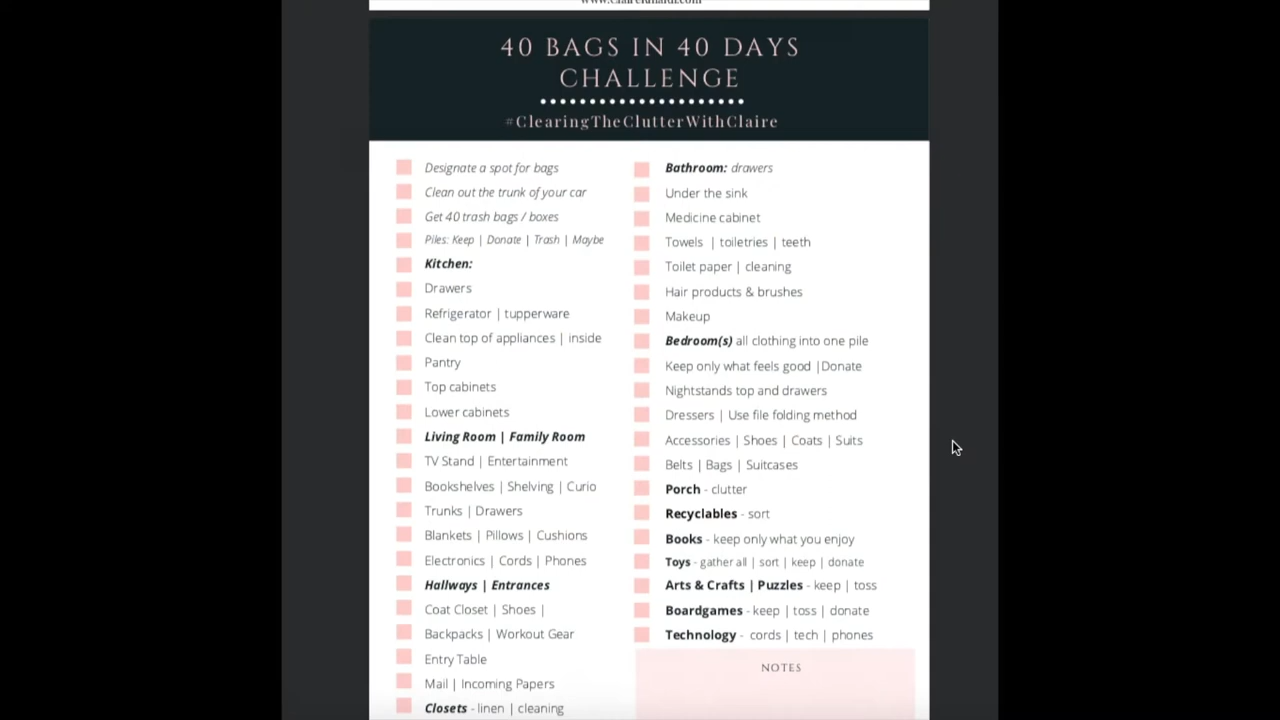 40 BAGS IN 40 DAYS
CHALLENGE
#ClearingTheClutterWithClaire
Designate a spot for bags
Clean out the trunk of your car
Get 40 trash bags / boxes
Piles: Keep | Donate | Trash | Maybe
Kitchen:
Drawers
Refrigerator | tupperware
Clean top of appliances | inside
Pantry
Top cabinets
Lower cabinets
Living Room | Family Room
TV Stand | Entertainment
Bookshelves | Shelving | Curio
Trunks | Drawers
Blankets | Pillows | Cushions
Electronics | Cords | Phones
Hallways | Entrances
Coat Closet | Shoes |
Backpacks | Workout Gear
Entry Table
Mail | Incoming Papers
Closets - linen | cleaning
Bathroom: drawers
Under the sink
Medicine cabinet
Towels | toiletries | teeth
Toilet paper | cleaning
Hair products & brushes
Makeup
Bedroom(s) all clothing into one pile
Keep only what feels good |Donate
Nightstands top and drawers
Dressers | Use file folding method
Accessories | Shoes | Coats | Suits
Belts | Bags | Suitcases
Porch - clutter
Recyclables - sort
Books - keep only what you enjoy
Toys - gather all | sort | keep | donate
Arts & Crafts | Puzzles - keep | toss
Boardgames - keep | toss | donate
Technology - cords | tech | phones
NOTES